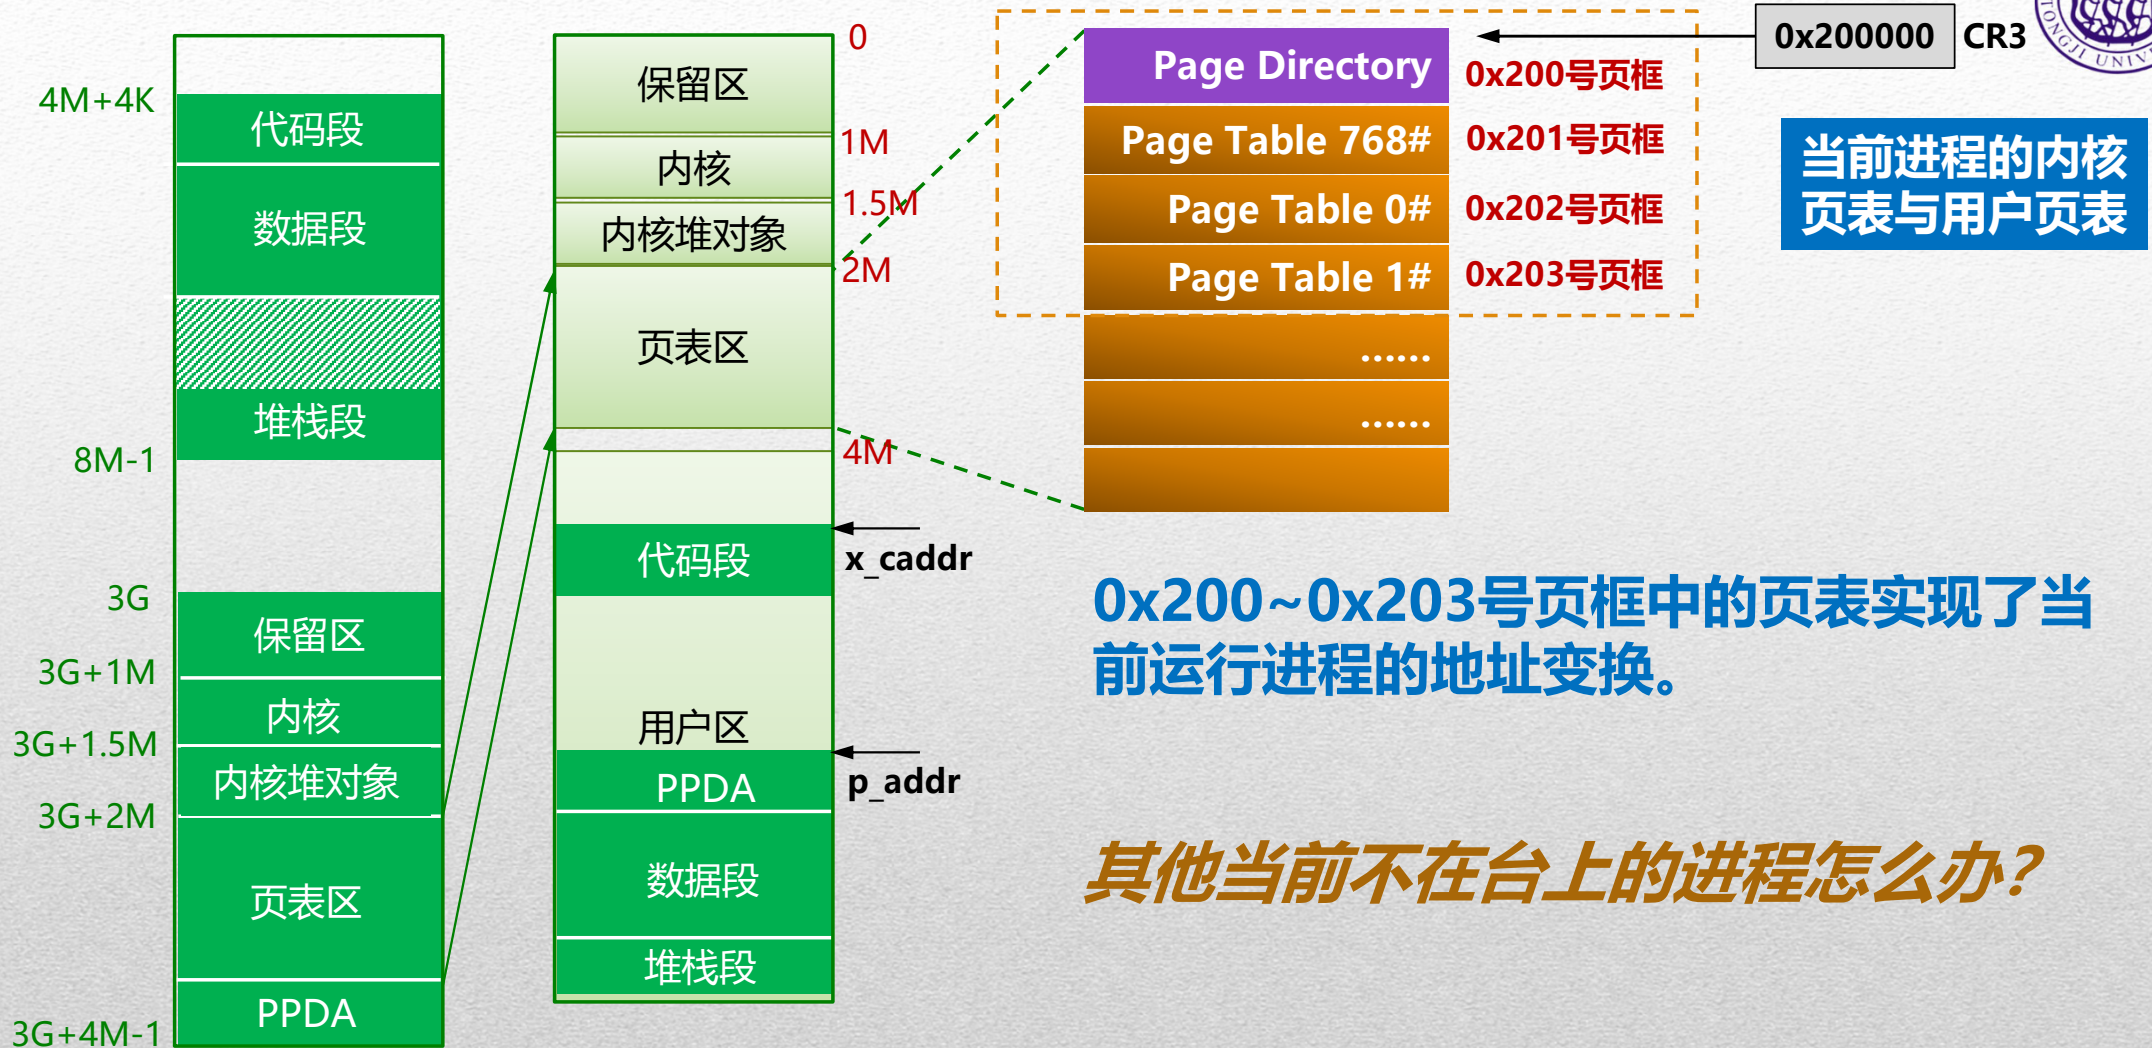 4M+4K
代码段
数据段
堆栈段
8M-1
3G
保留区
3G+1M
内核
3G+1.5M
内核堆对象
3G+2M
页表区
PPDA
3G+4M-1
0
保留区
1M
内核
1.5M
内核堆对象
2M
页表区
4M
代码段
x_caddr
用户区
PPDA
p_addr
数据段
堆栈段
Page Directory
0x200号页框
Page Table 768#
0x201号页框
Page Table 0#
0x202号页框
Page Table 1#
0x203号页框
......
......
0x200000
CR3
当前进程的内核
页表与用户页表
0x200~0x203号页框中的页表实现了当
前运行进程的地址变换。
其他当前不在台上的进程怎么办?